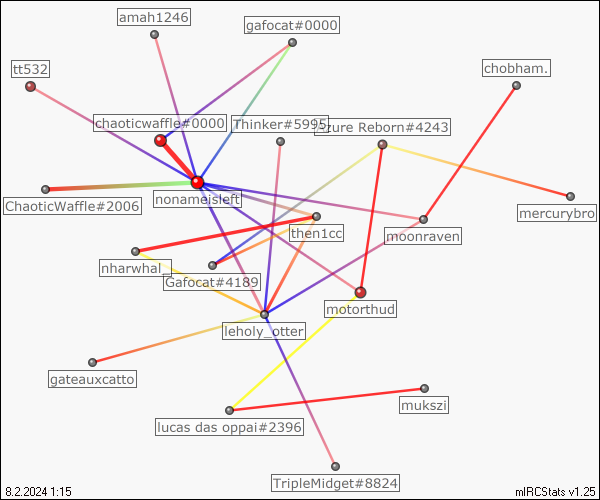 amah1246
gafocat#0000
tt532
chobham.
chaoticwaffle#0000
Thinker#5995
zure Reborn#4243
ChaoticWaffle#2006
nonameisleft
mercurybro
then1cc
moonraven
nharwhal_
Gafocat#4189
motorthud
leholy_otter
gateauxcatto
mukszi
lucas das oppai#2396
TripleMidget#8824
8.2.2024 1:15
mIRCStats v1.25